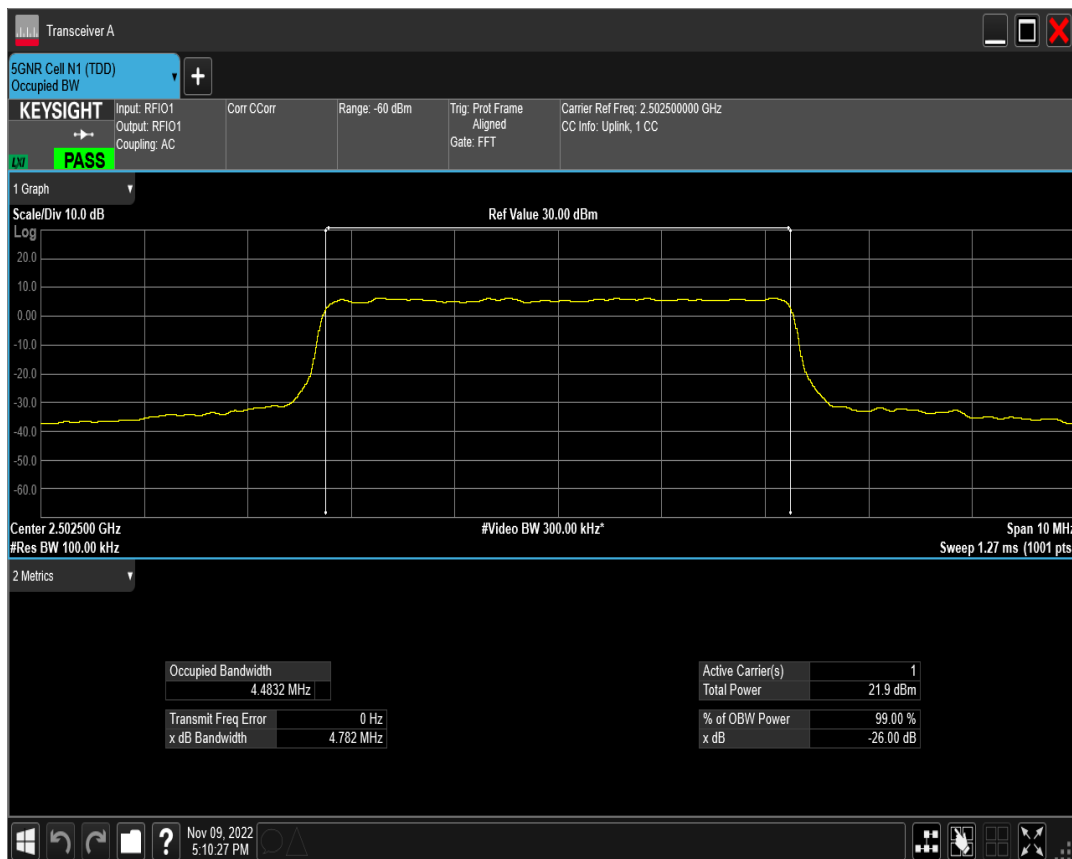 Transceiver A
5GNR Cell N1 (TDD)
Occupied BW
KEYSIGHT
Input: RFIO1
Output: RFIO1
Coupling: AC
Corr CCorr
Range: -60 dBm
Trig: Prot Frame
Aligned
Gate: FFT
Carrier Ref Freq: 2.502500000 GHz
CC Info: Uplink, 1 CC
LXI
PASS
1 Graph
Scale/Div 10.0 dB
Ref Value 30.00 dBm
Log
20.0
10.0
0.00
-10.0
-20.0
-30.0
-40.0
-50.0
-60.0
Center 2.502500 GHz
#Video BW 300.00 kHz*
Span 10 MHz
#Res BW 100.00 kHz
Sweep 1.27 ms (1001 pts
2 Metrics
Occupied Bandwidth
4.4832 MHz
Active Carrier(s) 1
Total Power 21.9 dBm
Transmit Freq Error 0 Hz
x dB Bandwidth 4.782 MHz
% of OBW Power 99.00 %
x dB -26.00 dB
?
Nov 09, 2022
5:10:27 PM